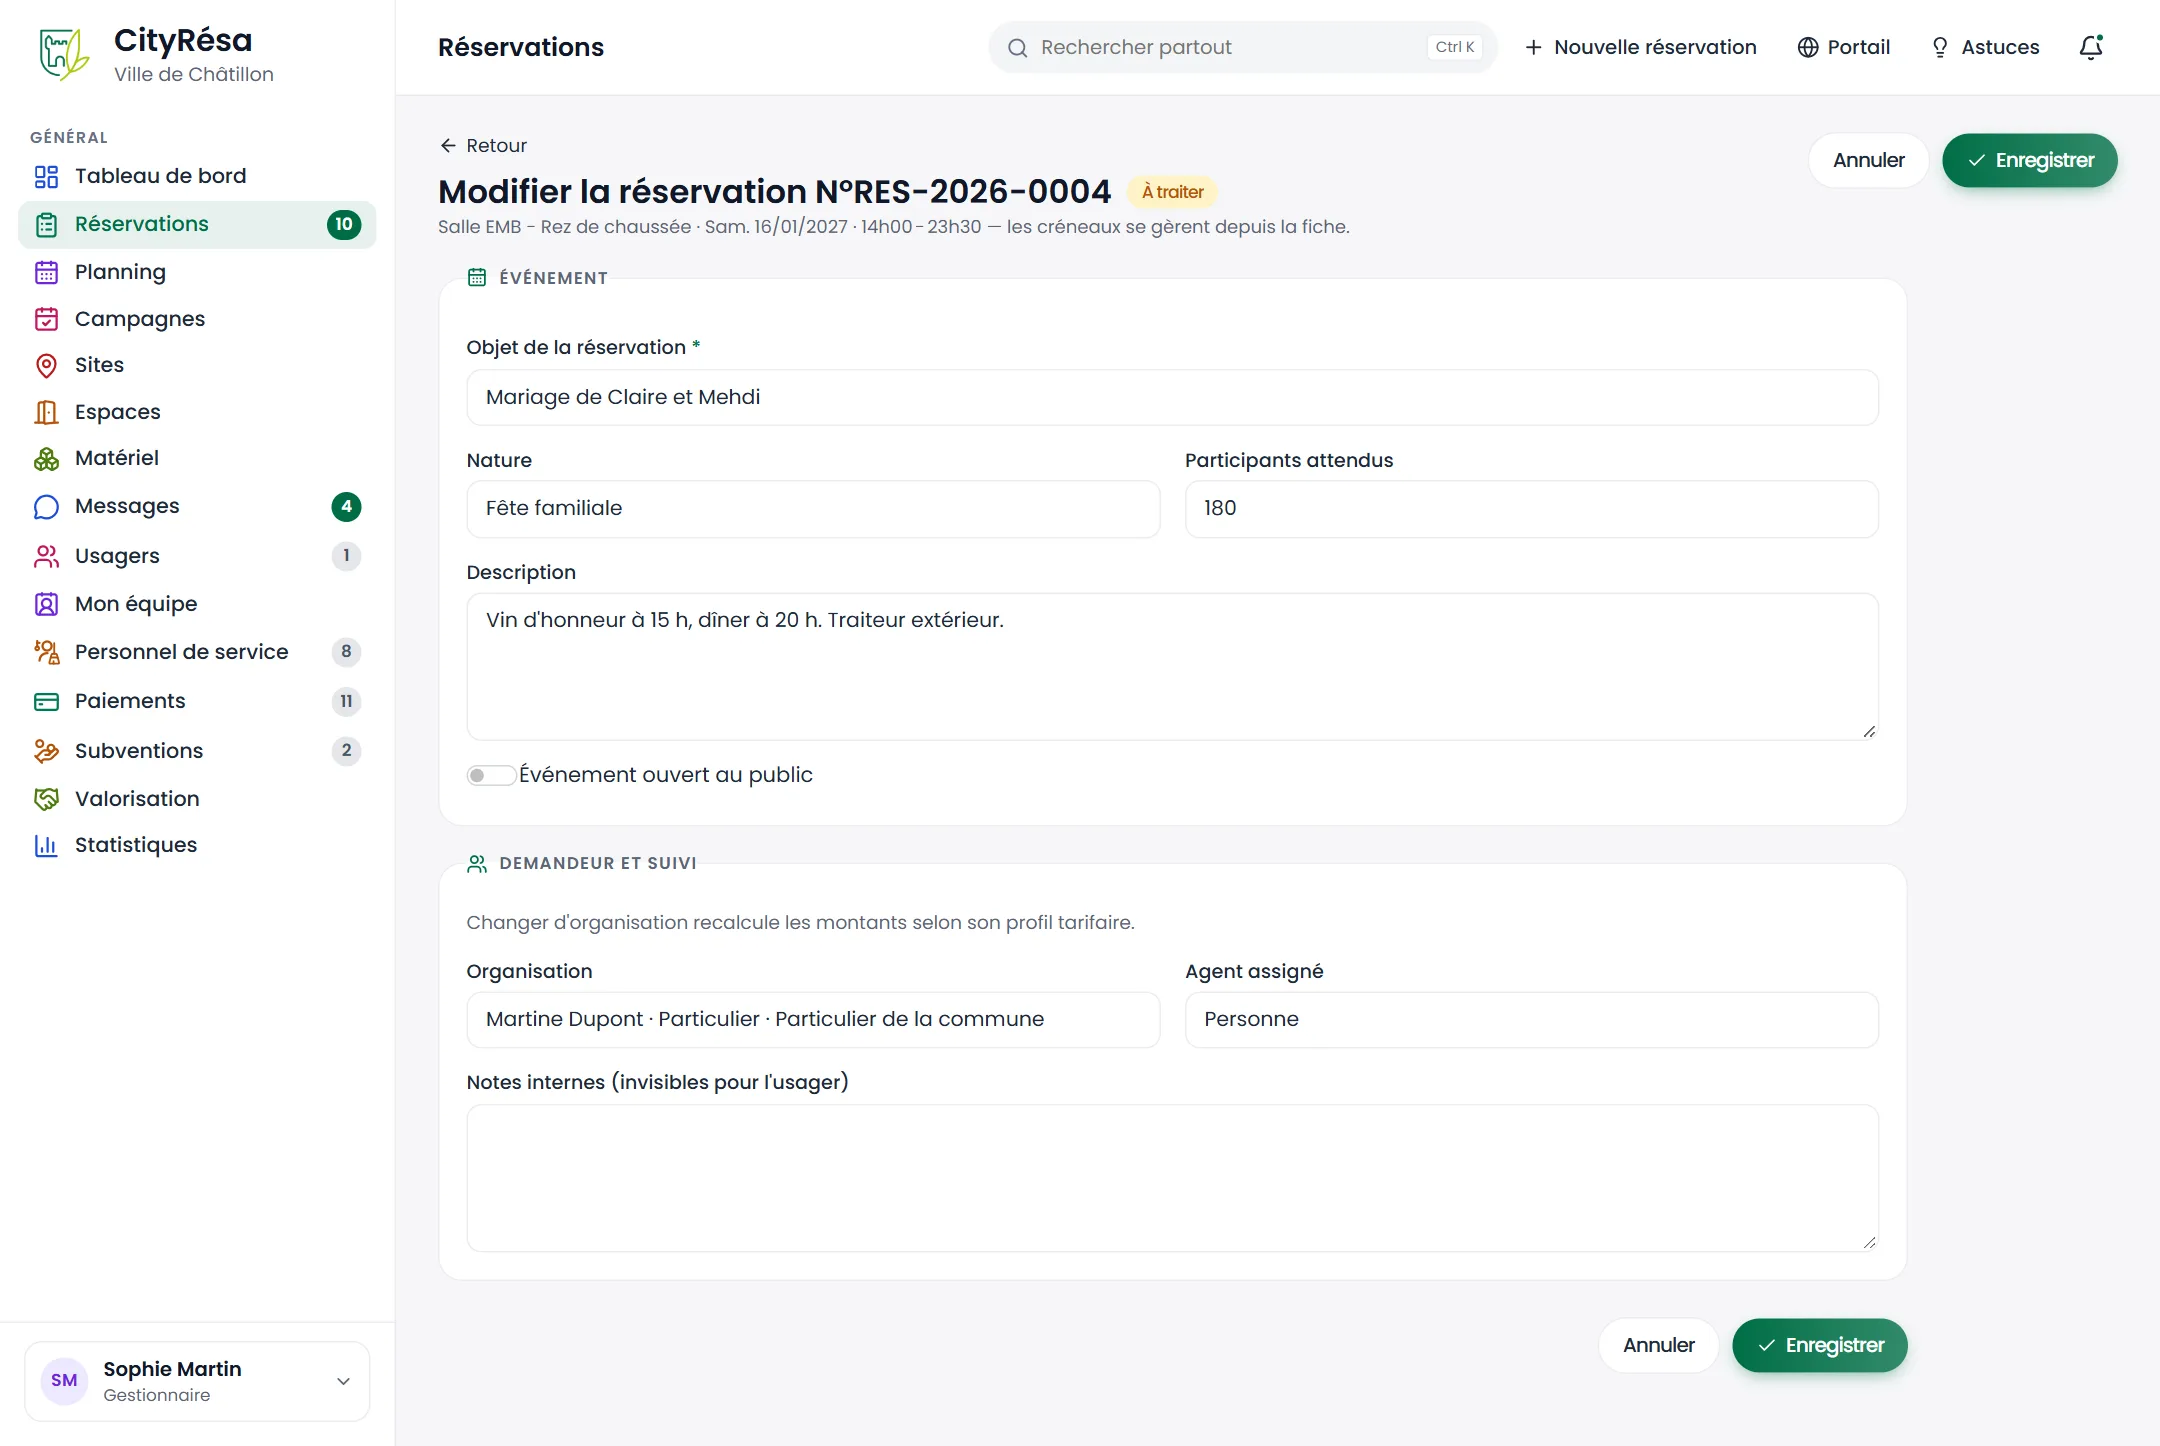 CityRésa
Ville de Châtillon
GÉNÉRAL
Tableau de bord
Réservations 10
Planning
Campagnes
Sites
Espaces
Matériel
Messages 4
Usagers 1
Mon équipe
Personnel de service 8
Paiements 11
Subventions 2
Valorisation
Statistiques
SM
Sophie Martin
Gestionnaire
Réservations
Rechercher partout Ctrl K
Nouvelle réservation
Portail
Astuces
Retour
Annuler
Enregistrer
Modifier la réservation N°RES-2026-0004 À traiter
Salle EMB - Rez de chaussée · Sam. 16/01/2027 · 14h00 - 23h30 — les créneaux se gèrent depuis la fiche.
ÉVÉNEMENT
Objet de la réservation *
Mariage de Claire et Mehdi
Nature
Fête familiale
Participants attendus
180
Description
Vin d'honneur à 15 h, dîner à 20 h. Traiteur extérieur.
Événement ouvert au public
DEMANDEUR ET SUIVI
Changer d'organisation recalcule les montants selon son profil tarifaire.
Organisation
Martine Dupont · Particulier · Particulier de la commune
Agent assigné
Personne
Notes internes (invisibles pour l'usager)
Annuler
Enregistrer